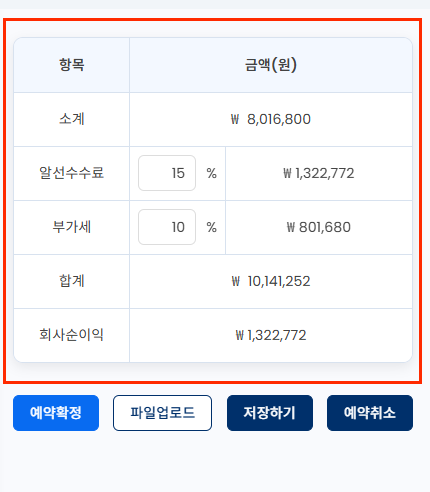 항목 금액(원)
소계 ₩ 8,016,800
알선수수료 15 % ₩ 1,322,772
부가세 10 % ₩ 801,680
합계 ₩ 10,141,252
회사순이익 ₩ 1,322,772
예약확정 파일업로드 저장하기 예약취소